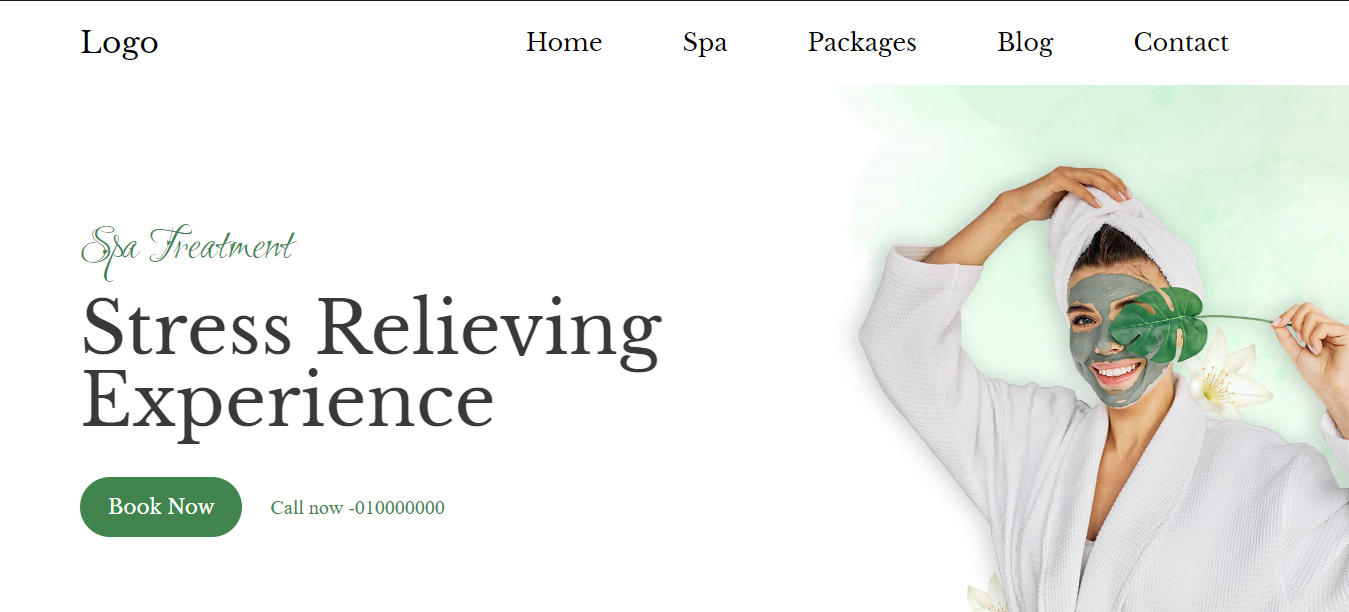 Logo
Home Spa Packages Blog Contact
Spa Treatment
Stress Relieving
Experience
Book Now
Call now -010000000